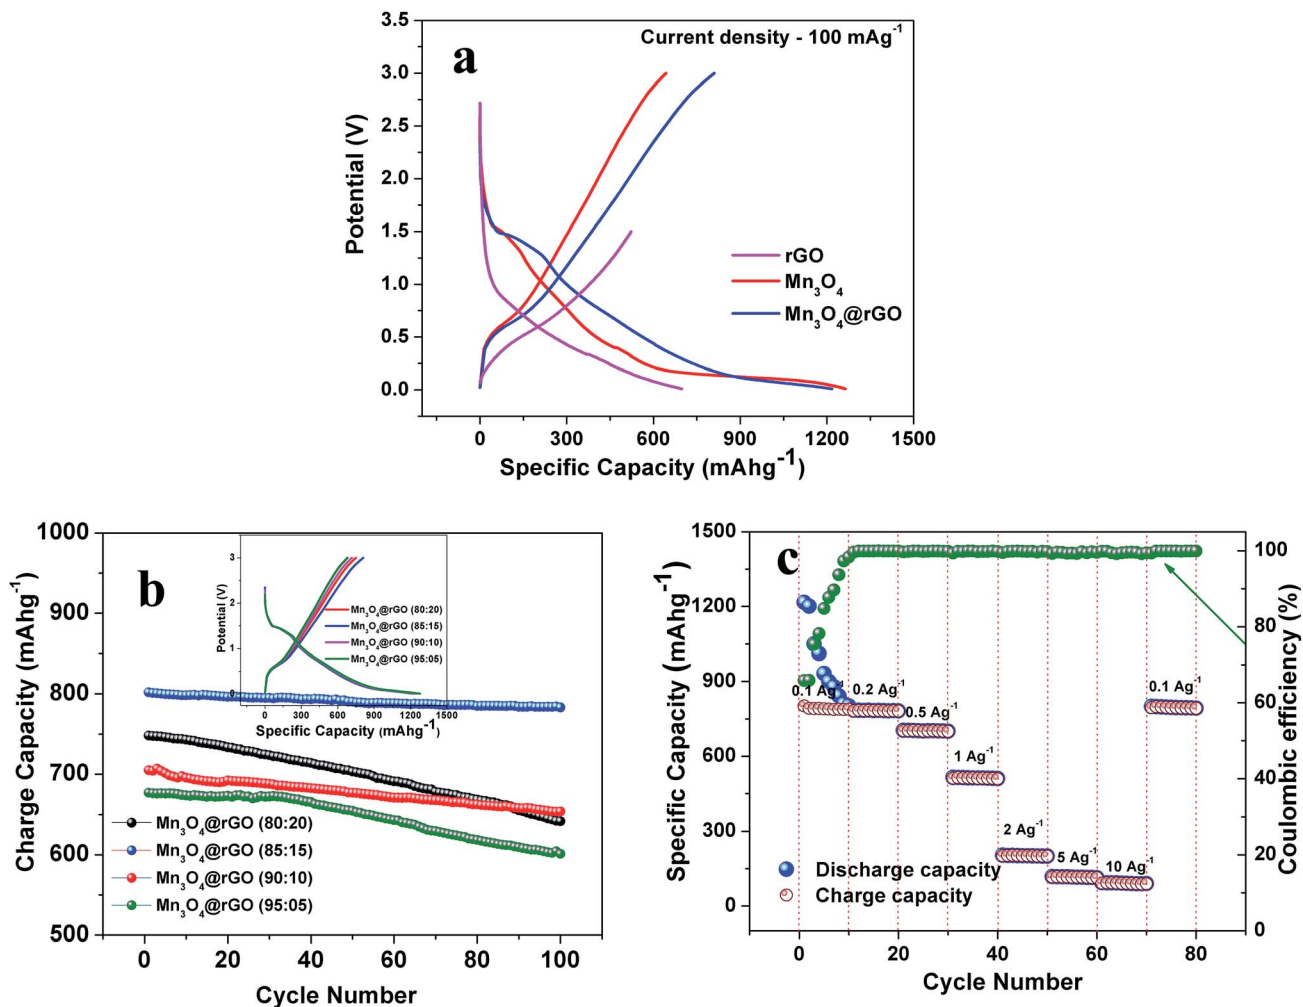 a
Current density - 100 mAg⁻¹
3.5
3.0
2.5
2.0
1.5
1.0
0.5
0.0
Potential (V)
rGO
Mn₃O₄
Mn₃O₄@rGO
0 300 600 900 1200 1500
Specific Capacity (mAhg⁻¹)
b
1000
900
800
700
600
500
Charge Capacity (mAhg⁻¹)
3
2
1
0
Potential (V)
Mn₃O₄@rGO (80:20)
Mn₃O₄@rGO (85:15)
Mn₃O₄@rGO (90:10)
Mn₃O₄@rGO (95:05)
0 300 600 900 1200 1500
Specific Capacity (mAhg⁻¹)
Mn₃O₄@rGO (80:20)
Mn₃O₄@rGO (85:15)
Mn₃O₄@rGO (90:10)
Mn₃O₄@rGO (95:05)
0 20 40 60 80 100
Cycle Number
c
1500
1200
900
600
300
0
Specific Capacity (mAhg⁻¹)
0.1 Ag⁻¹
0.2 Ag⁻¹
0.5 Ag⁻¹
1 Ag⁻¹
2 Ag⁻¹
5 Ag⁻¹
10 Ag⁻¹
0.1 Ag⁻¹
Discharge capacity
Charge capacity
100
80
60
40
20
0
Coulombic efficiency (%)
0 20 40 60 80
Cycle Number